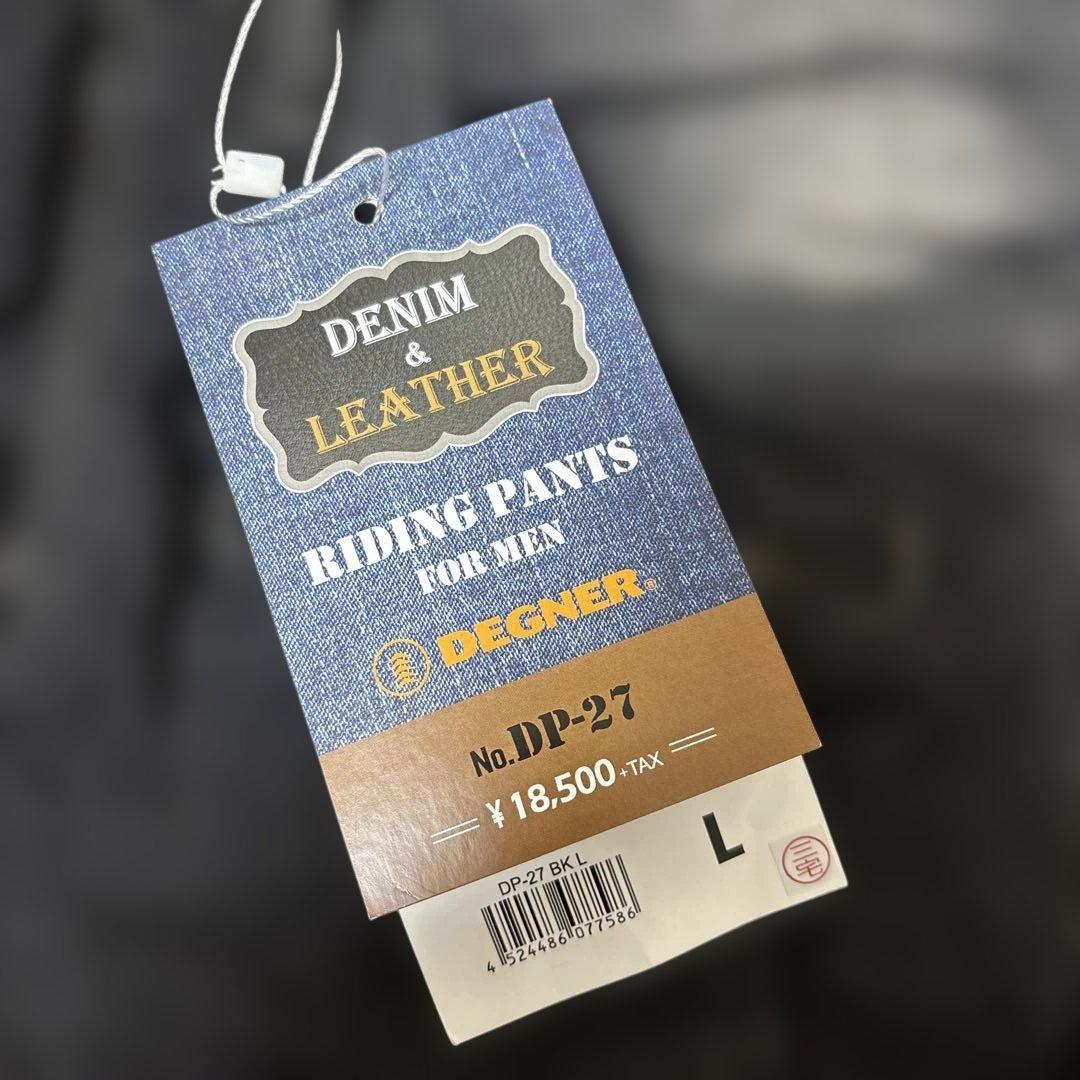 DENIM
&
LEATHER
RIDING PANTS
FOR MEN
DEGNER®
No.DP-27
¥18,500+TAX
L
三宅
DP-27 BK L
4 524486 077586